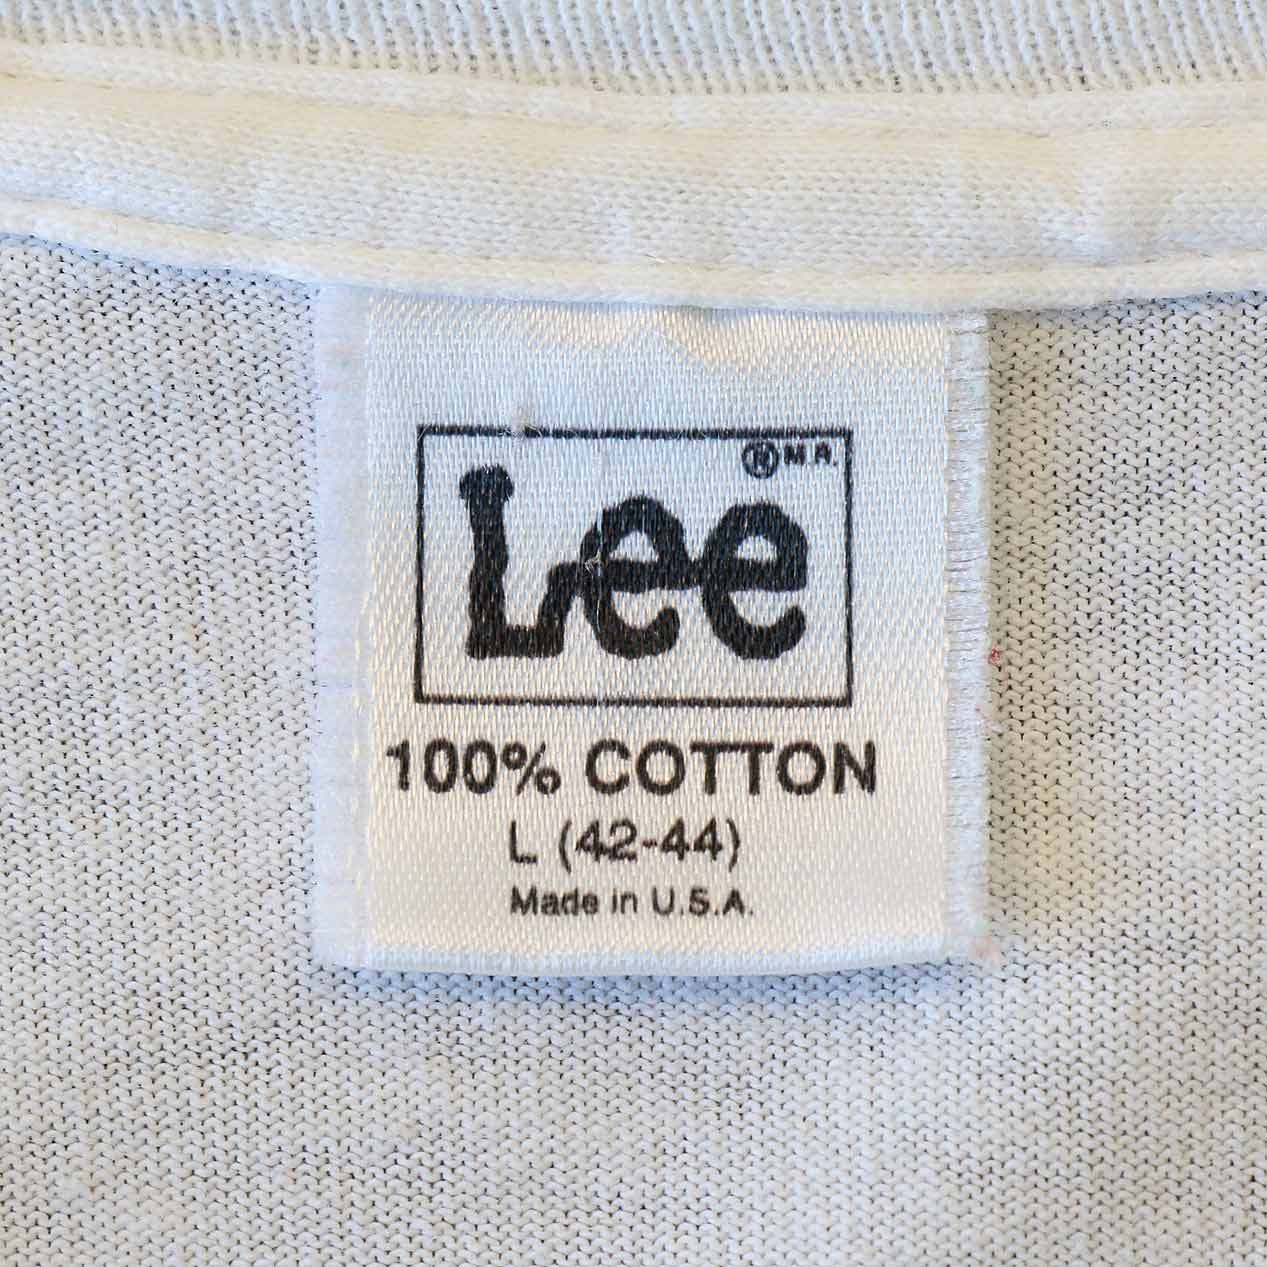 ® M.R.
Lee
100% COTTON
L (42-44)
Made in U.S.A.